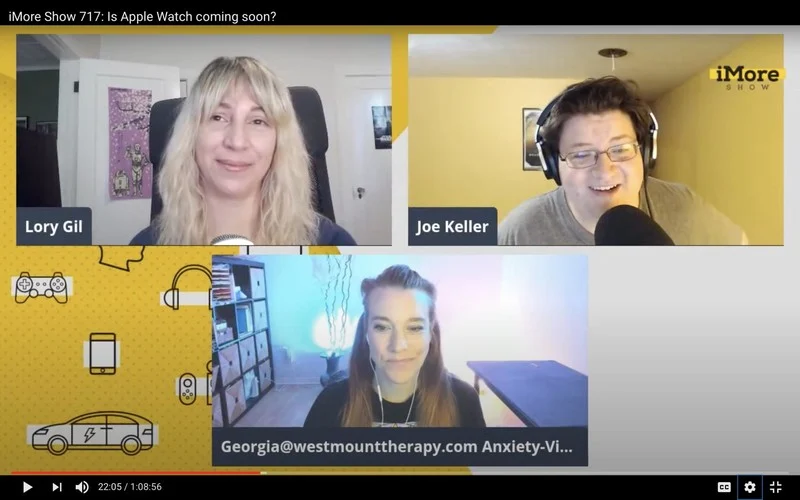 iMore Show 717: Is Apple Watch coming soon?
iMore
SHOW
Lory Gil
Joe Keller
Georgia@westmounttherapy.com Anxiety-Vi...
22:05 / 1:08:56
CC